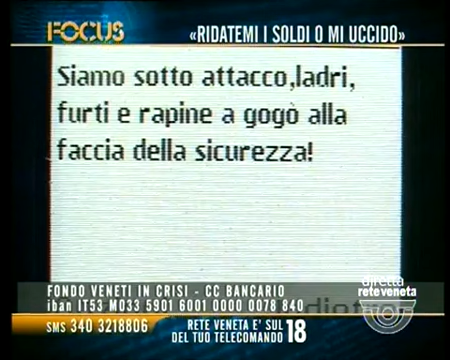 FOCUS
«RIDATEMI I SOLDI O MI UCCIDO»
Siamo sotto attacco,ladri,
furti e rapine a gogò alla
faccia della sicurezza!
FONDO VENETI IN CRISI - CC BANCARIO
iban IT53 M033 5901 6001 0000 0078 840
diretta
reteveneta
SMS 340 3218806
RETE VENETA E' SUL
DEL TUO TELECOMANDO 18